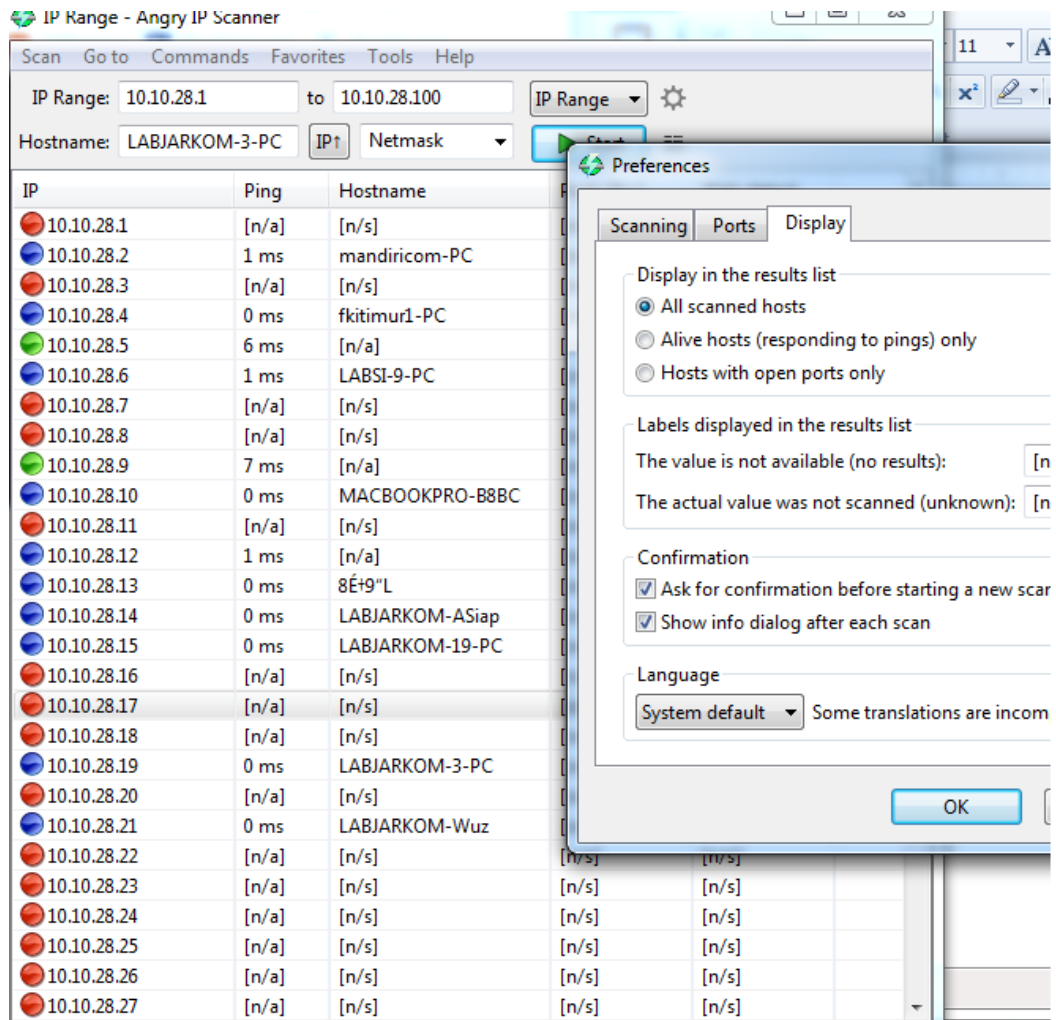 IP Range - Angry IP Scanner
Scan Go to Commands Favorites Tools Help
IP Range: 10.10.28.1 to 10.10.28.100 IP Range
Hostname: LABJARKOM-3-PC IP↑ Netmask Start
IP Ping Hostname
10.10.28.1 [n/a] [n/s]
10.10.28.2 1 ms mandiricom-PC
10.10.28.3 [n/a] [n/s]
10.10.28.4 0 ms fkitimur1-PC
10.10.28.5 6 ms [n/a]
10.10.28.6 1 ms LABSI-9-PC
10.10.28.7 [n/a] [n/s]
10.10.28.8 [n/a] [n/s]
10.10.28.9 7 ms [n/a]
10.10.28.10 0 ms MACBOOKPRO-B8BC
10.10.28.11 [n/a] [n/s]
10.10.28.12 1 ms [n/a]
10.10.28.13 0 ms 8É‡9"L
10.10.28.14 0 ms LABJARKOM-ASiap
10.10.28.15 0 ms LABJARKOM-19-PC
10.10.28.16 [n/a] [n/s]
10.10.28.17 [n/a] [n/s]
10.10.28.18 [n/a] [n/s]
10.10.28.19 0 ms LABJARKOM-3-PC
10.10.28.20 [n/a] [n/s]
10.10.28.21 0 ms LABJARKOM-Wuz
10.10.28.22 [n/a] [n/s] [n/s] [n/s]
10.10.28.23 [n/a] [n/s] [n/s] [n/s]
10.10.28.24 [n/a] [n/s] [n/s] [n/s]
10.10.28.25 [n/a] [n/s] [n/s] [n/s]
10.10.28.26 [n/a] [n/s] [n/s] [n/s]
10.10.28.27 [n/a] [n/s] [n/s] [n/s]
Preferences
Scanning Ports Display
Display in the results list
All scanned hosts
Alive hosts (responding to pings) only
Hosts with open ports only
Labels displayed in the results list
The value is not available (no results): [n
The actual value was not scanned (unknown): [n
Confirmation
Ask for confirmation before starting a new scan
Show info dialog after each scan
Language
System default Some translations are incom
OK
11 A
x²